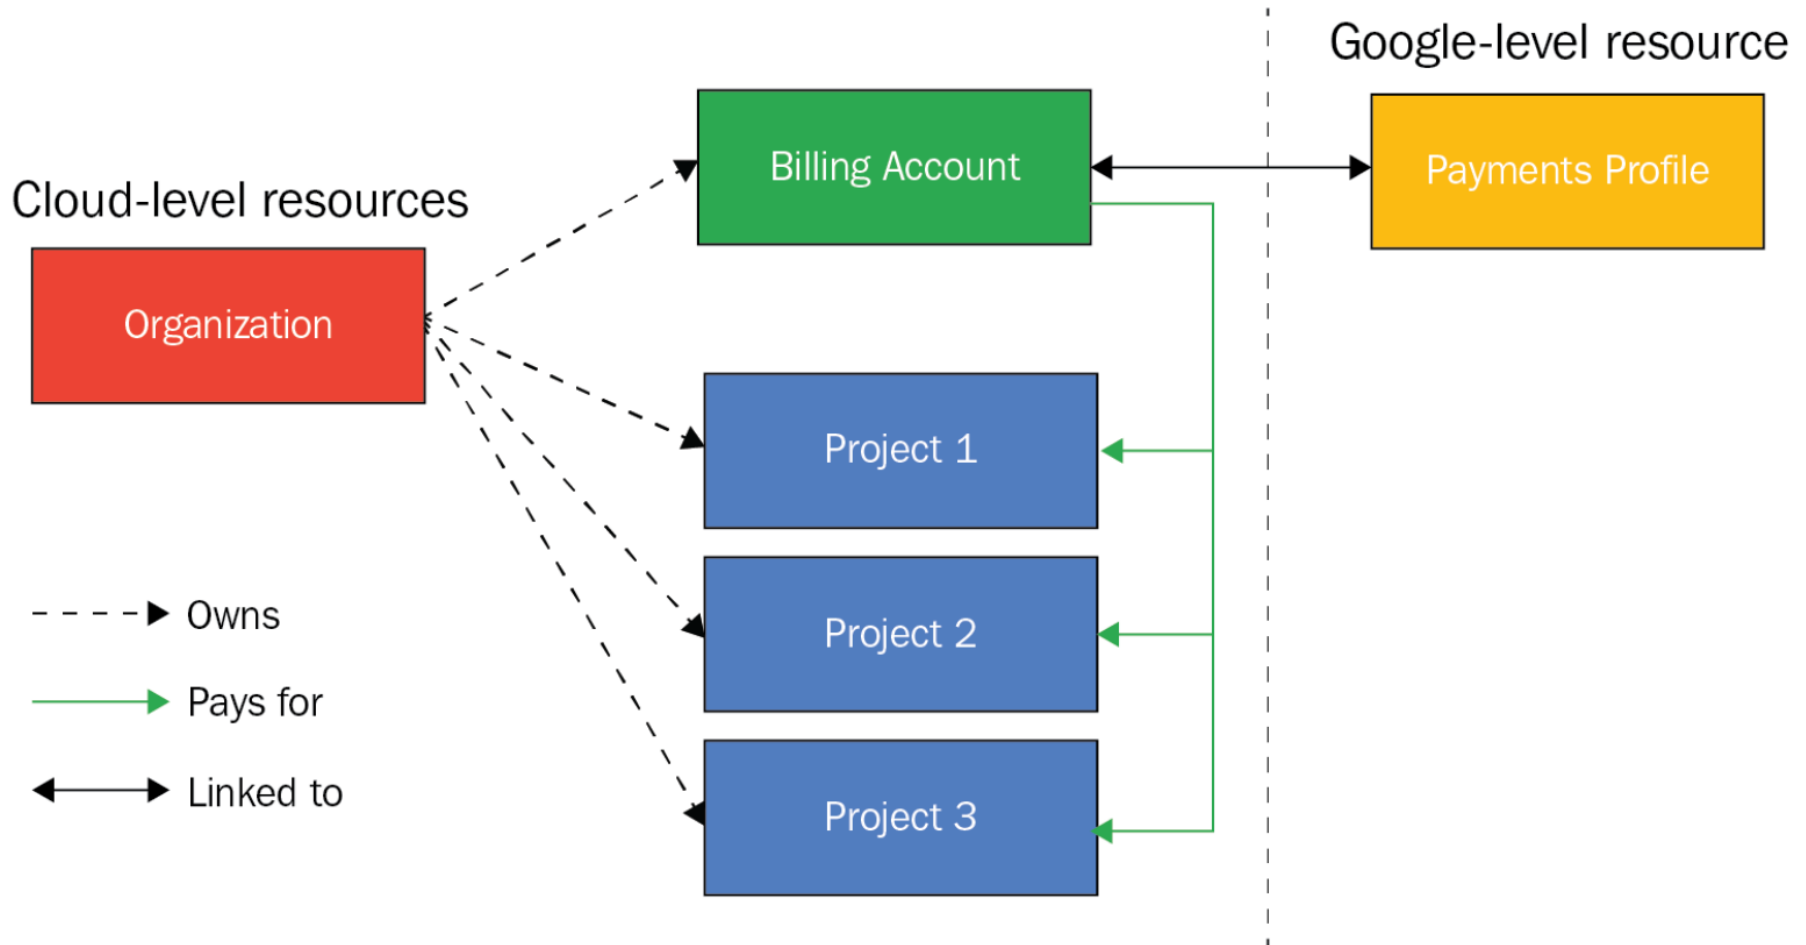 Google-level resource
Billing Account
Payments Profile
Cloud-level resources
Organization
Project 1
Project 2
Project 3
Owns
Pays for
Linked to